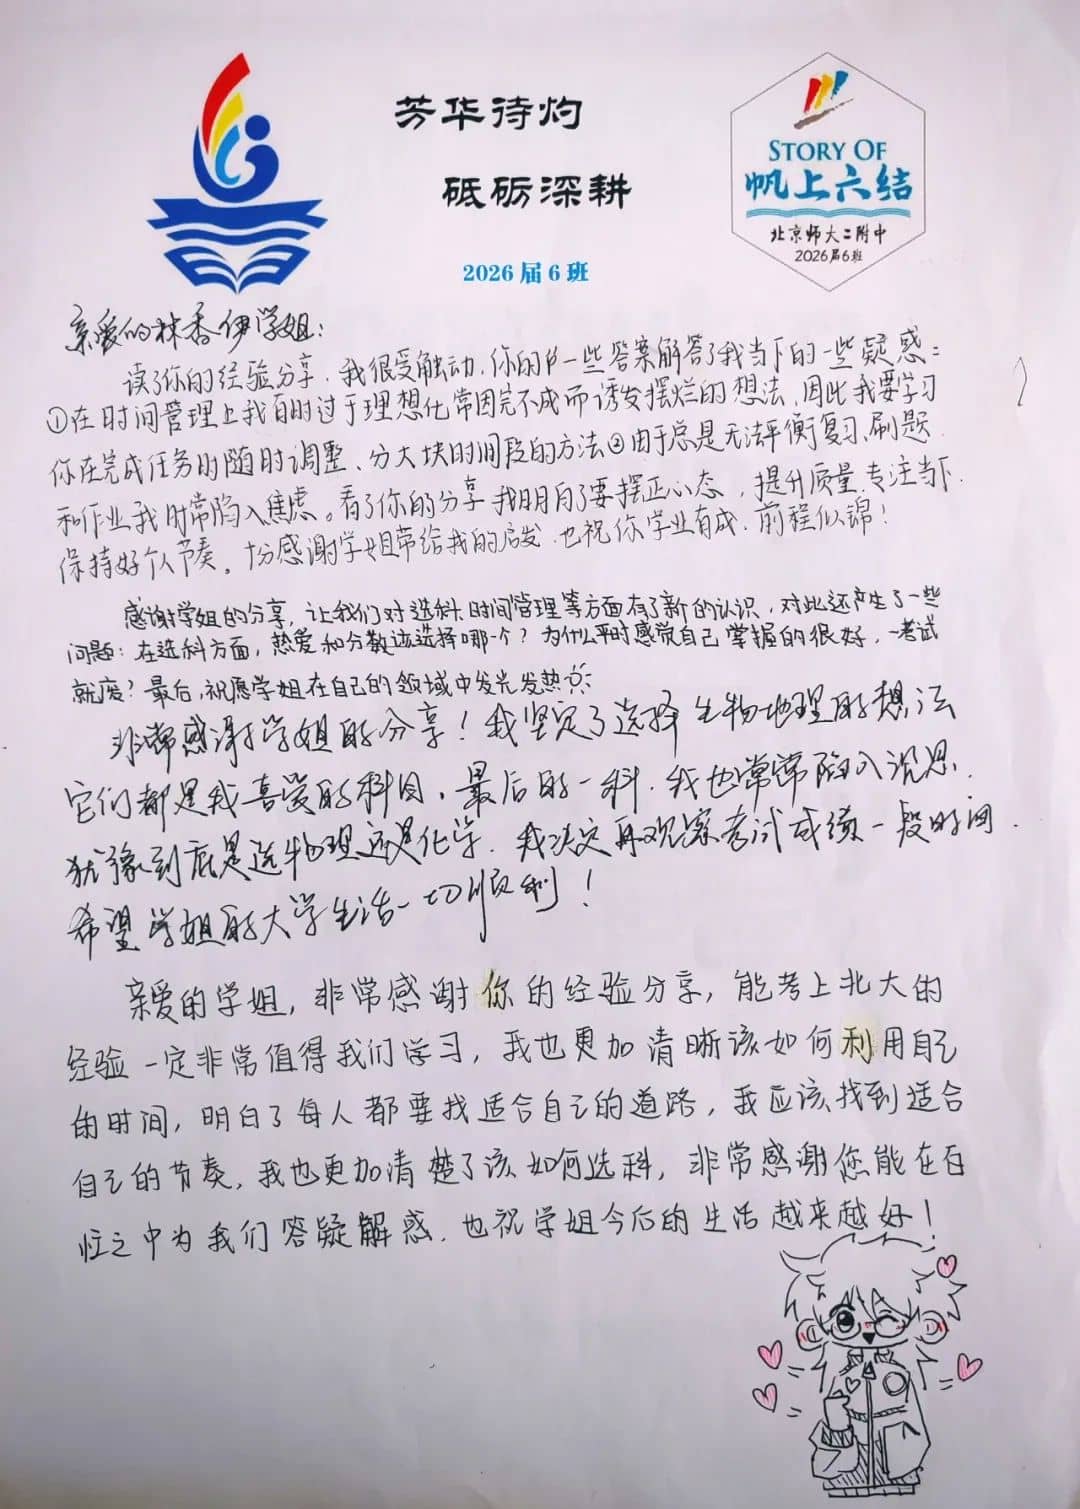 芳华待灼
砥砺深耕
2026届6班
STORY OF
帆上六结
北京师大二附中
2026届6班
亲爱的林香伊学姐：
读了你的经验分享，我很受触动，你的一些答案解答了我当下的一些疑惑：
①在时间管理上我有时过于理想化常因完不成而诱发摆烂的想法，因此我要学习
你在完成任务时随时调整、分大块时间段的方法②由于总是无法平衡复习、刷题
和作业我时常陷入焦虑。看了你的分享我明白了要摆正心态，提升质量，专注当下，
保持好个人节奏。十分感谢学姐带给我的启发，也祝你学业有成，前程似锦！
感谢学姐的分享，让我们对选科、时间管理等方面有了新的认识，对此还产生了一些
问题：在选科方面，热爱和分数该选择哪一个？为什么平时感觉自己掌握的很好，一考试
就废？最后，祝愿学姐在自己的领域中发光发热
非常感谢学姐的分享！我坚定了选择生物地理的想法
它们都是我喜爱的科目，最后的一科，我也常常陷入沉思，
犹豫到底是选物理还是化学，我决定再观察考试成绩一段时间．
希望学姐的大学生活一切顺利！
亲爱的学姐，非常感谢你的经验分享，能考上北大的
经验一定非常值得我们学习，我也更加清晰该如何利用自己
的时间，明白了每人都要找适合自己的道路，我应该找到适合
自己的节奏，我也更加清楚了该如何选科，非常感谢您能在百
忙之中为我们答疑解惑，也祝学姐今后的生活越来越好！